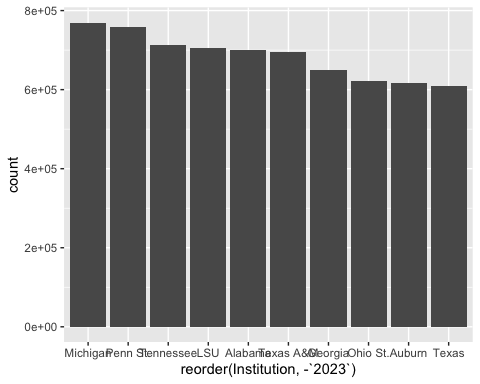 8e+05
6e+05
4e+05
2e+05
0e+00
count
Michigan Penn St. Tennessee LSU Alabama Texas A&M Georgia Ohio St. Auburn Texas
reorder(Institution, -`2023`)